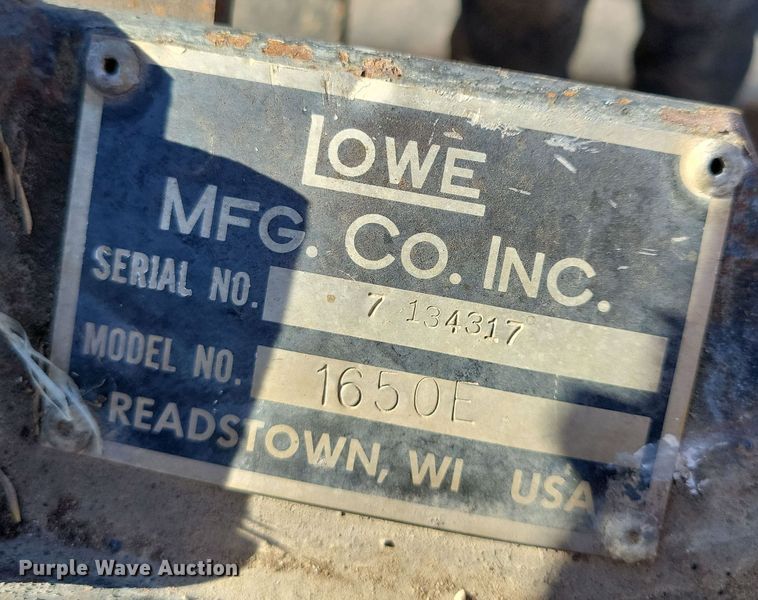 LOWE
MFG. CO. INC.
SERIAL NO. 7 134317
MODEL NO. 1650E
READSTOWN, WI USA
Purple Wave Auction